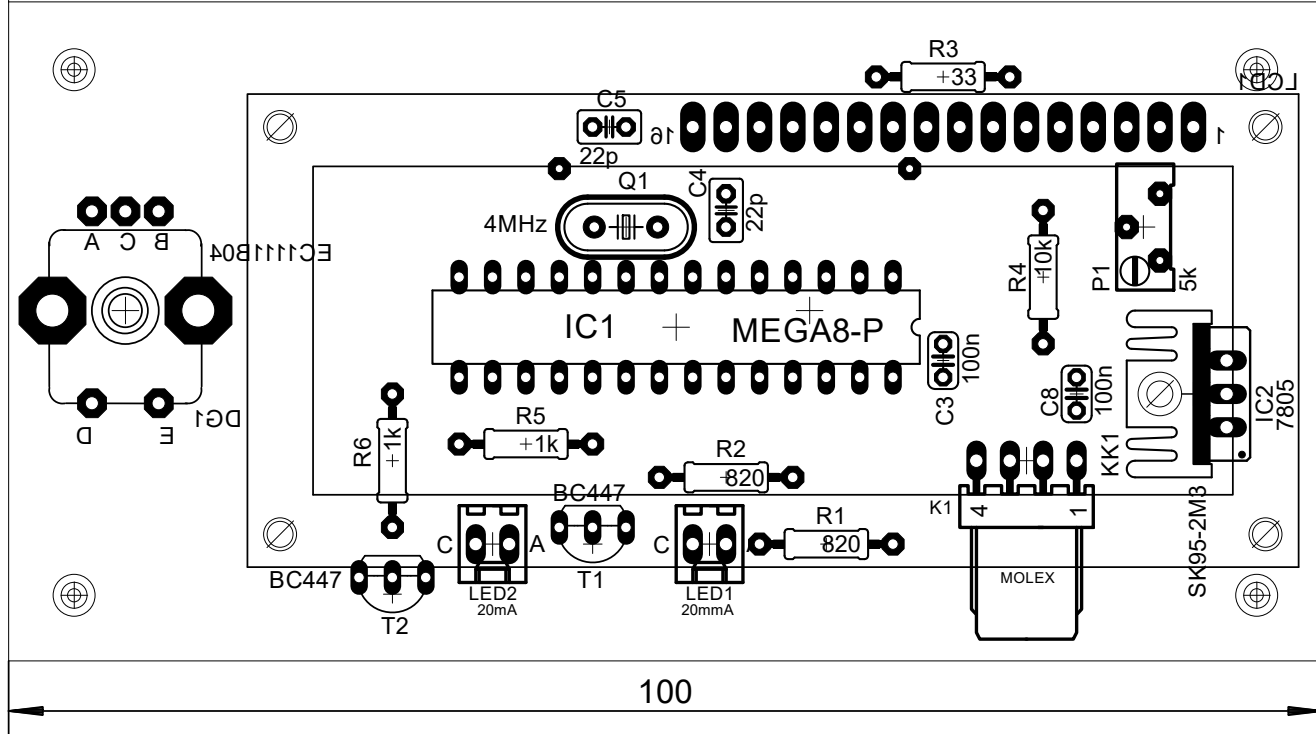 R3
+33
LCD1
C5
16
1
22p
C4
22p
Q1
4MHz
A C B
EC1111B04
R4
10k
P1
5k
IC1
MEGA8-P
C3
100n
C8
100n
IC2
7805
D E
DG1
R6
+1k
R5
+1k
R2
820
KK1
SK95-2M3
BC447
K1
4
1
C
A
T1
C
A
R1
820
MOLEX
BC447
T2
LED2
20mA
LED1
20mmA
100